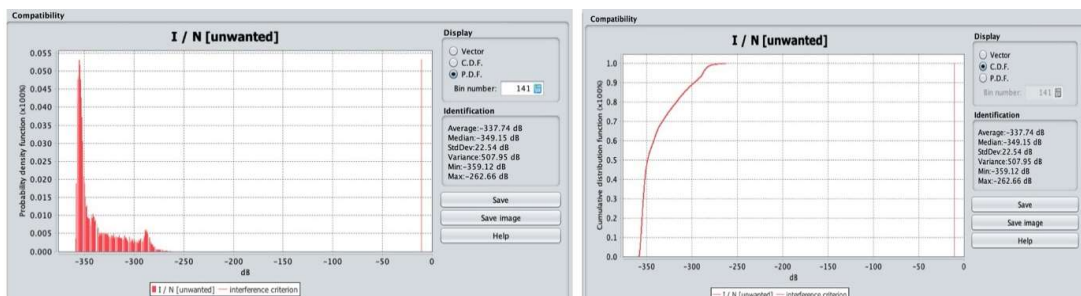 Compatibility
I / N [unwanted]
Probability density function (x100%)
0.055
0.050
0.045
0.040
0.035
0.030
0.025
0.020
0.015
0.010
0.005
0.000
-350
-300
-250
-200
-150
-100
-50
0
dB
I / N [unwanted] — interference criterion
Display
Vector
C.D.F.
P.D.F.
Bin number: 141
Identification
Average:-337.74 dB
Median:-349.15 dB
StdDev:22.54 dB
Variance:507.95 dB
Min:-359.12 dB
Max:-262.66 dB
Save
Save image
Help
Compatibility
I / N [unwanted]
Cumulative distribution function (x100%)
1.0
0.9
0.8
0.7
0.6
0.5
0.4
0.3
0.2
0.1
0.0
-350
-300
-250
-200
-150
-100
-50
0
dB
— I / N [unwanted] — interference criterion
Display
Vector
C.D.F.
P.D.F.
Bin number: 141
Identification
Average:-337.74 dB
Median:-349.15 dB
StdDev:22.54 dB
Variance:507.95 dB
Min:-359.12 dB
Max:-262.66 dB
Save
Save image
Help